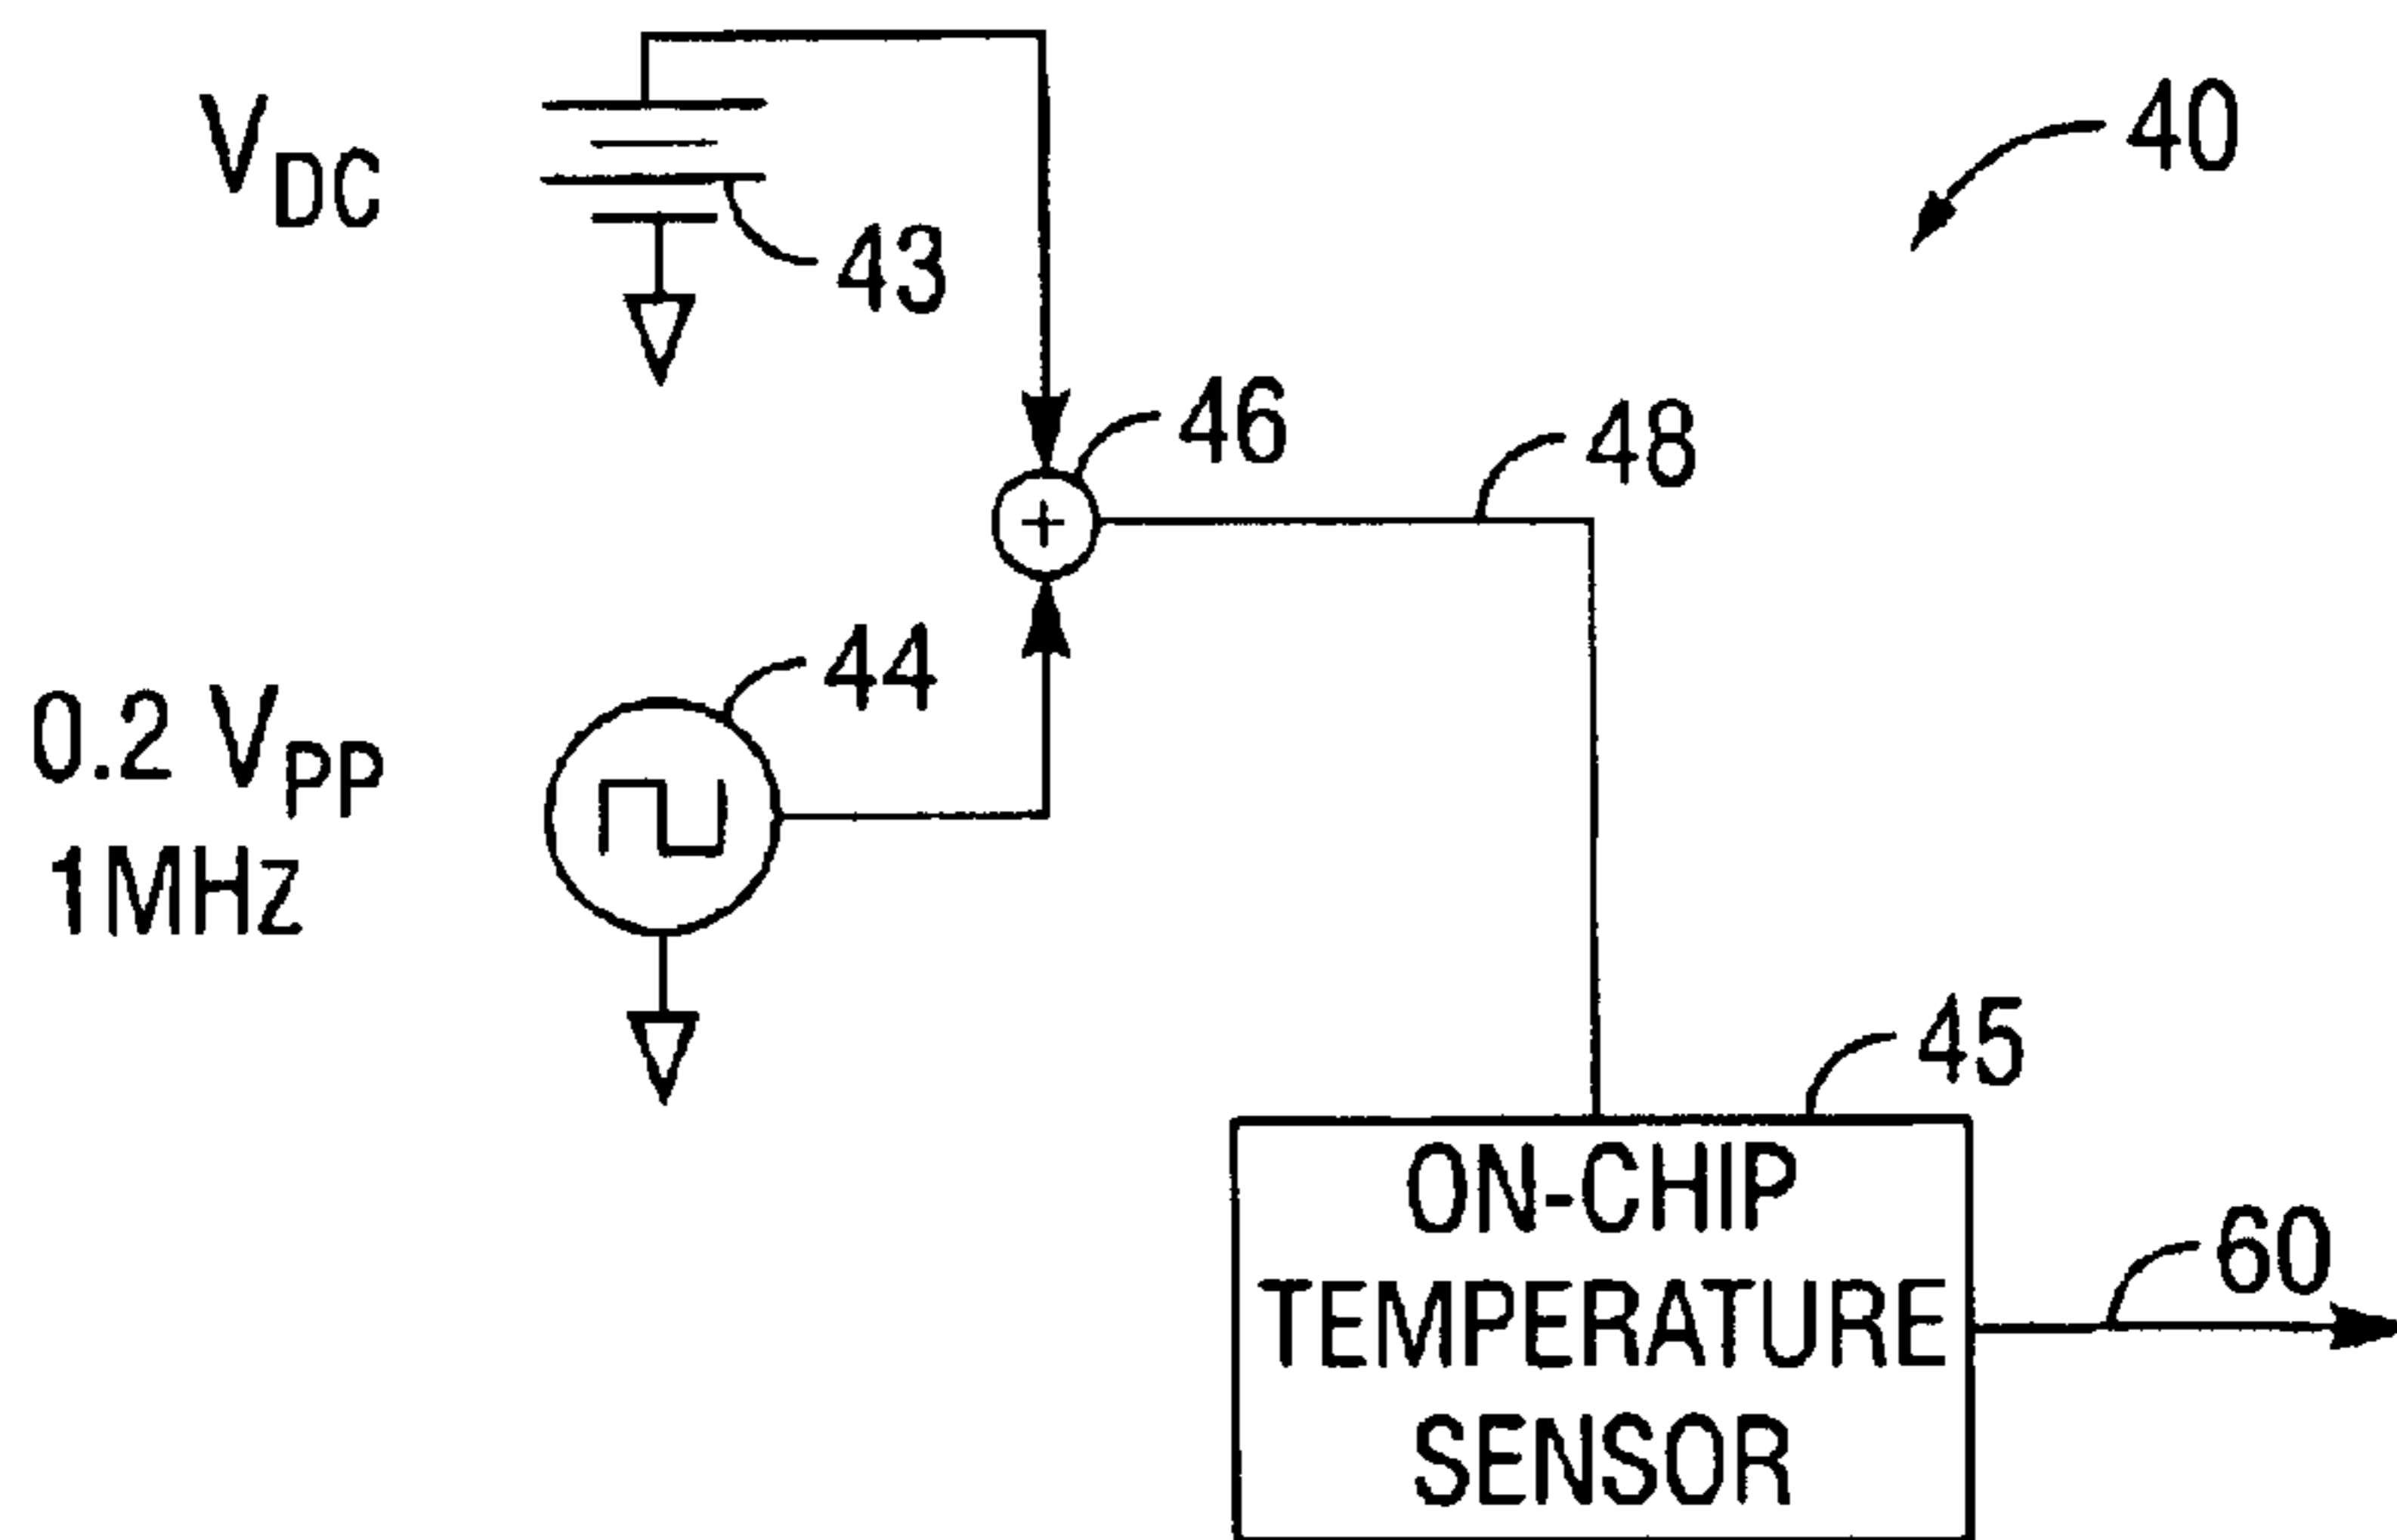 V_DC
40
43
46
48
44
0.2 V_PP
1MHz
+
45
ON-CHIP
TEMPERATURE
SENSOR
60